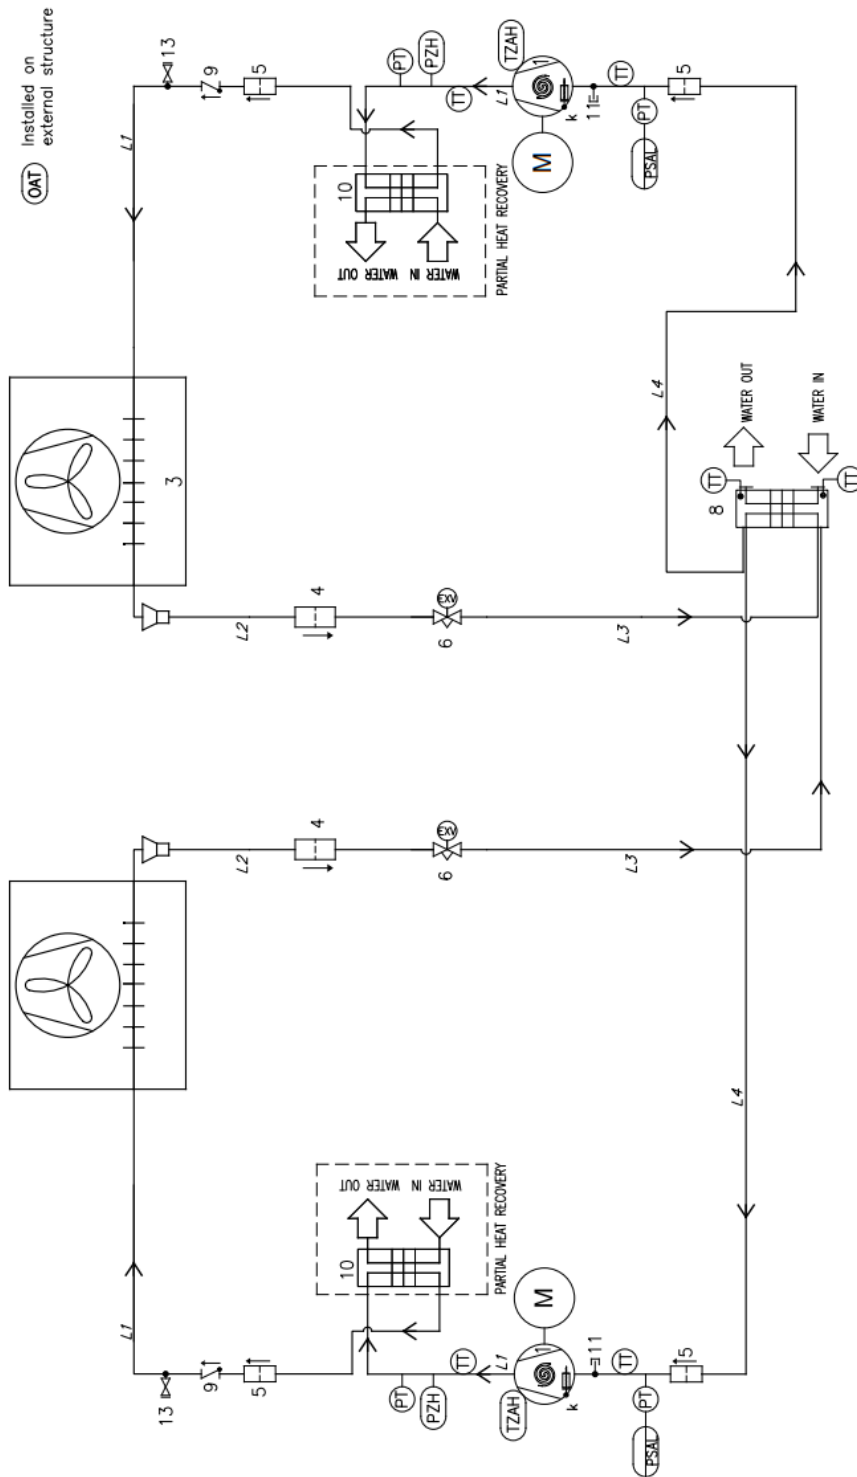 OAT
Installed on
external structure
13
9
5
L1
PT
PZH
TT
L1
TZAH
1
k
M
11
TT
PT
PSAL
5
10
WATER OUT
WATER IN
PARTIAL HEAT RECOVERY
3
L4
WATER OUT
WATER IN
TT
TT
8
L2
4
EXV
6
L3
L2
4
EXV
6
L3
L4
L1
13
9
5
10
WATER OUT
WATER IN
PARTIAL HEAT RECOVERY
PT
PZH
TT
L1
TZAH
1
k
M
11
TT
PT
PSAL
5